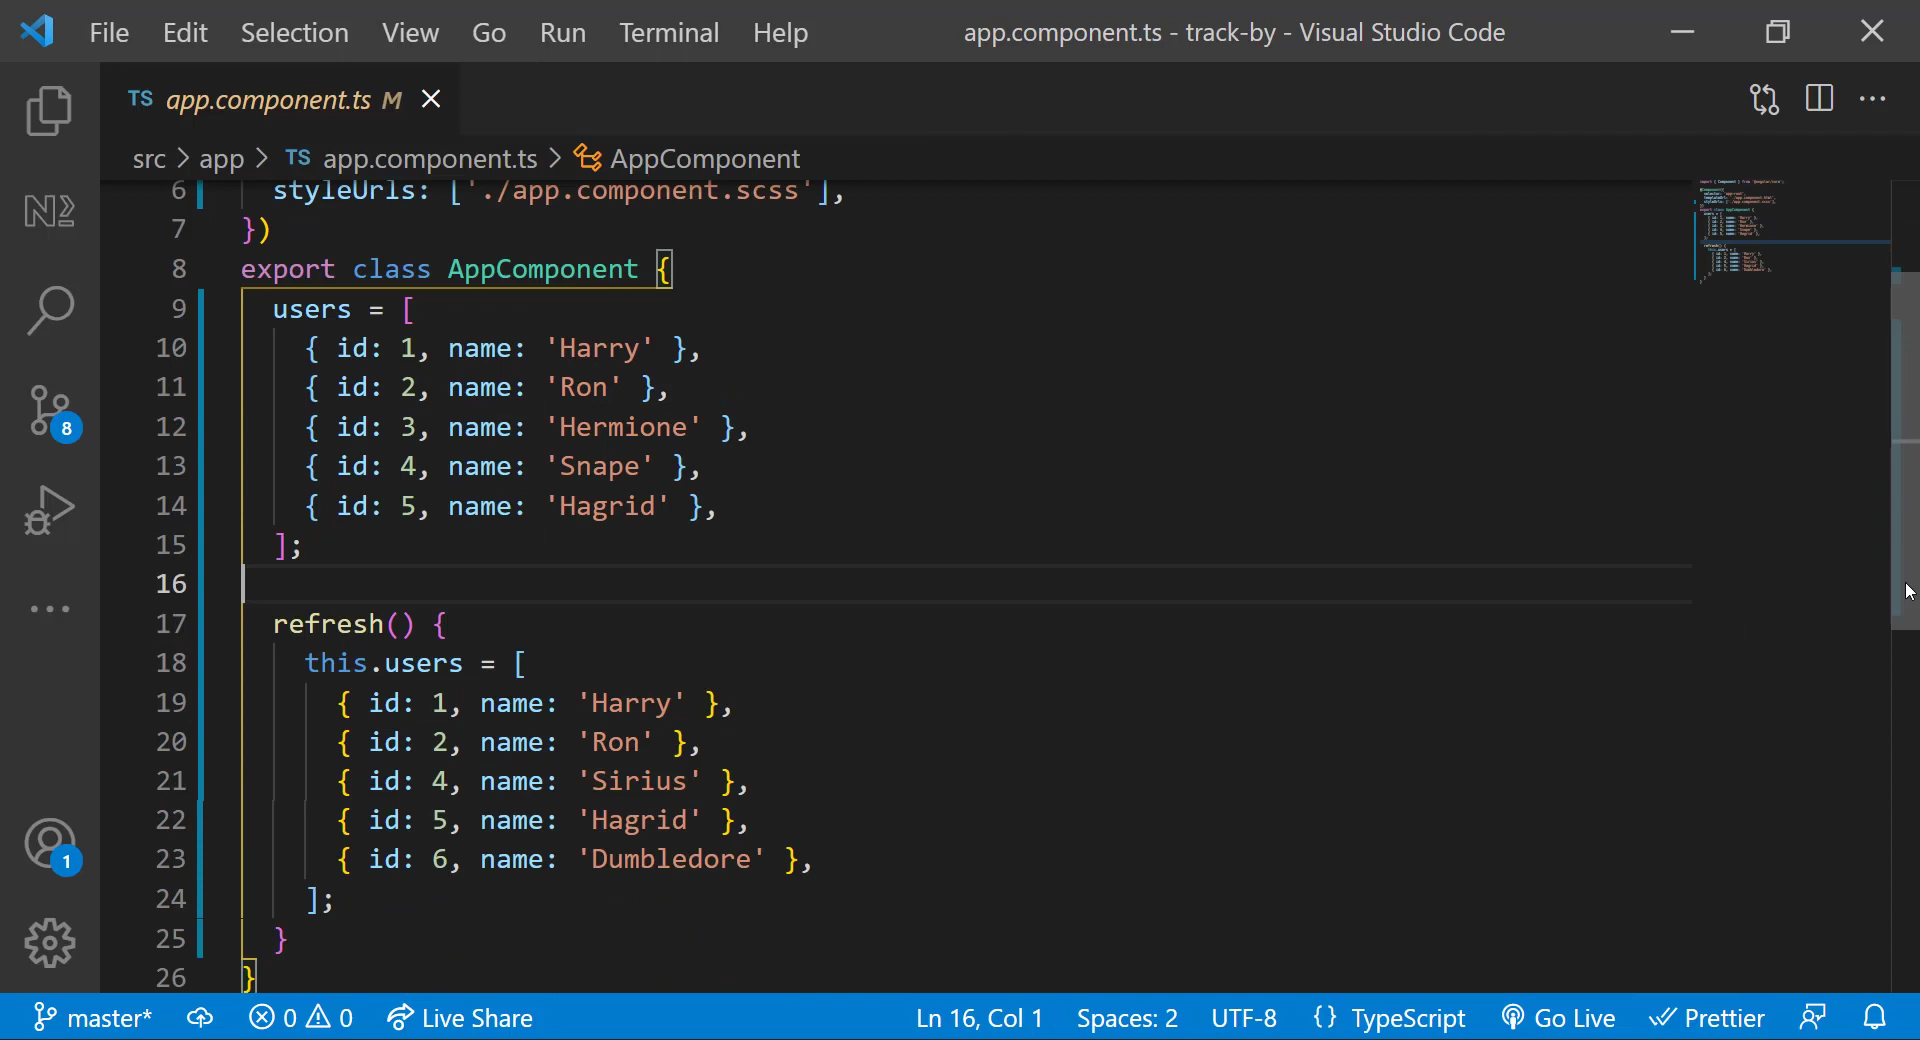 File Edit Selection View Go Run Terminal Help app.component.ts - track-by - Visual Studio Code
TS app.component.ts M
src > app > TS app.component.ts > AppComponent
6 styleUrls: ['./app.component.scss'],
7 })
8 export class AppComponent {
9 users = [
10 { id: 1, name: 'Harry' },
11 { id: 2, name: 'Ron' },
12 { id: 3, name: 'Hermione' },
13 { id: 4, name: 'Snape' },
14 { id: 5, name: 'Hagrid' },
15 ];
16
17 refresh() {
18 this.users = [
19 { id: 1, name: 'Harry' },
20 { id: 2, name: 'Ron' },
21 { id: 4, name: 'Sirius' },
22 { id: 5, name: 'Hagrid' },
23 { id: 6, name: 'Dumbledore' },
24 ];
25 }
26 }
8
1
master* 0 0 Live Share Ln 16, Col 1 Spaces: 2 UTF-8 {} TypeScript Go Live Prettier